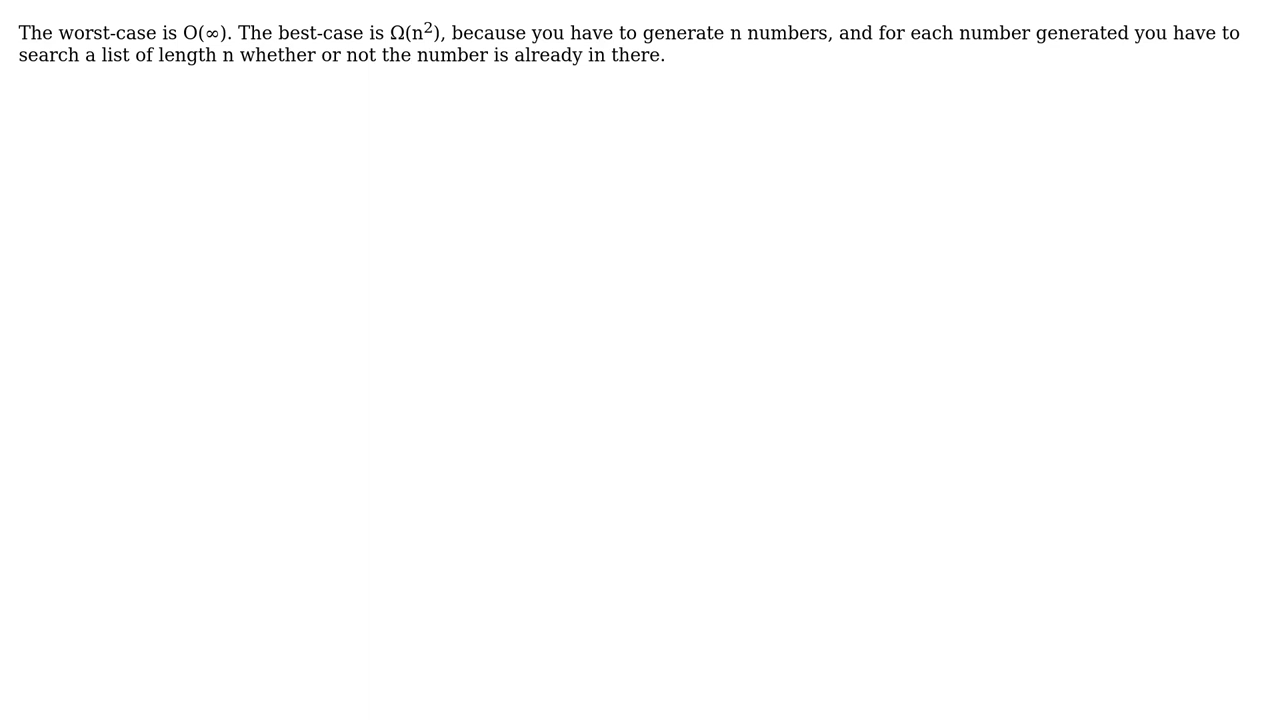 The worst-case is O(∞). The best-case is Ω(n²), because you have to generate n numbers, and for each number generated you have to
search a list of length n whether or not the number is already in there.